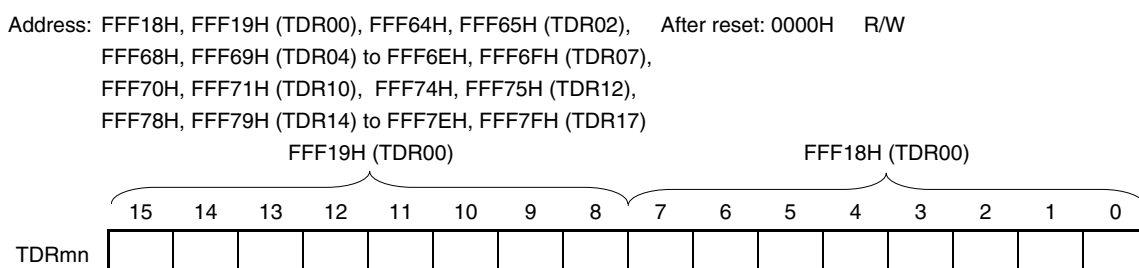 Address: FFF18H, FFF19H (TDR00), FFF64H, FFF65H (TDR02), After reset: 0000H R/W
FFF68H, FFF69H (TDR04) to FFF6EH, FFF6FH (TDR07),
FFF70H, FFF71H (TDR10), FFF74H, FFF75H (TDR12),
FFF78H, FFF79H (TDR14) to FFF7EH, FFF7FH (TDR17)
FFF19H (TDR00) FFF18H (TDR00)
15 14 13 12 11 10 9 8 7 6 5 4 3 2 1 0
TDRmn